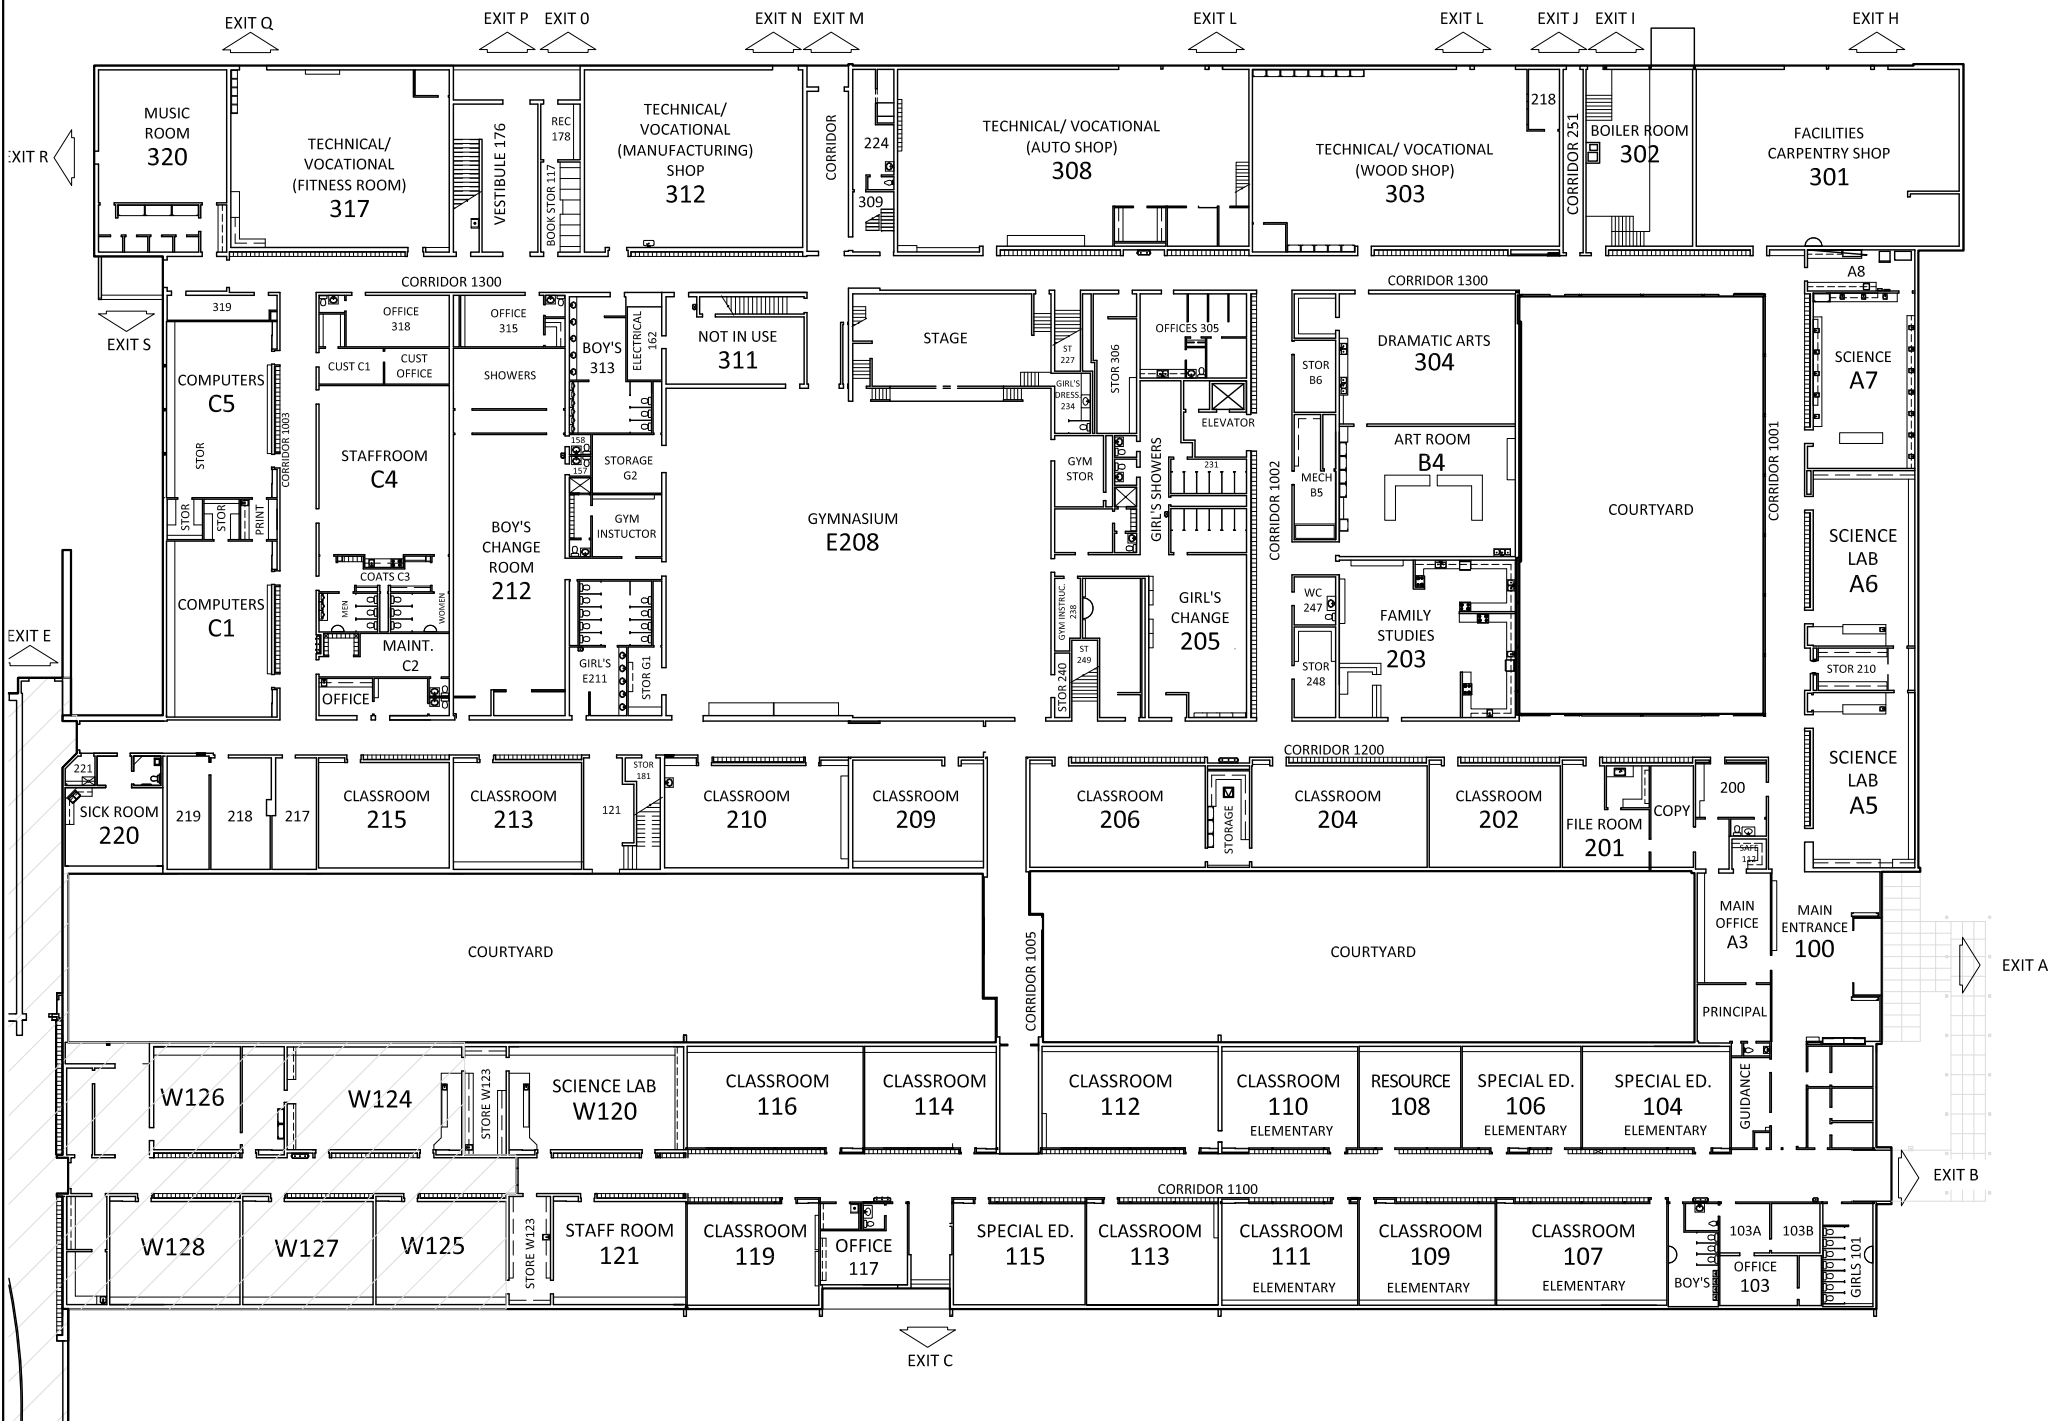 EXIT Q
EXIT P
EXIT O
EXIT N
EXIT M
EXIT L
EXIT L
EXIT J
EXIT I
EXIT H
EXIT R
MUSIC
ROOM
320
TECHNICAL/
VOCATIONAL
(FITNESS ROOM)
317
VESTIBULE 176
REC
178
BOOK STOR 117
TECHNICAL/
VOCATIONAL
(MANUFACTURING)
SHOP
312
CORRIDOR
224
309
TECHNICAL/ VOCATIONAL
(AUTO SHOP)
308
TECHNICAL/ VOCATIONAL
(WOOD SHOP)
303
218
CORRIDOR 251
BOILER ROOM
302
FACILITIES
CARPENTRY SHOP
301
CORRIDOR 1300
CORRIDOR 1300
A8
EXIT S
319
OFFICE
318
OFFICE
315
BOY'S
313
ELECTRICAL
162
NOT IN USE
311
STAGE
ST
227
STOR 306
OFFICES 305
STOR
B6
DRAMATIC ARTS
304
SCIENCE
A7
COMPUTERS
C5
STOR
CUST C1
CUST
OFFICE
SHOWERS
GIRL'S
DRESS.
234
ELEVATOR
CORRIDOR 1003
STAFFROOM
C4
158
157
STORAGE
G2
GYM
STOR
GIRL'S SHOWERS
231
CORRIDOR 1002
MECH
B5
ART ROOM
B4
COURTYARD
CORRIDOR 1001
STOR
STOR
PRINT
BOY'S
CHANGE
ROOM
212
GYM
INSTUCTOR
GYMNASIUM
E208
SCIENCE
LAB
A6
COMPUTERS
C1
COATS C3
MEN
WOMEN
MAINT.
C2
OFFICE
GIRL'S
E211
STOR G1
GYM INSTRUC.
238
ST
249
STOR 240
GIRL'S
CHANGE
205
WC
247
STOR
248
FAMILY
STUDIES
203
STOR 210
EXIT E
CORRIDOR 1200
221
SICK ROOM
220
219
218
217
CLASSROOM
215
CLASSROOM
213
121
STOR
181
CLASSROOM
210
CLASSROOM
209
CLASSROOM
206
STORAGE
CLASSROOM
204
CLASSROOM
202
FILE ROOM
201
COPY
200
SAFE
112
SCIENCE
LAB
A5
COURTYARD
CORRIDOR 1005
COURTYARD
MAIN
OFFICE
A3
MAIN
ENTRANCE
100
EXIT A
PRINCIPAL
W126
W124
STORE W123
SCIENCE LAB
W120
CLASSROOM
116
CLASSROOM
114
CLASSROOM
112
CLASSROOM
110
ELEMENTARY
RESOURCE
108
SPECIAL ED.
106
ELEMENTARY
SPECIAL ED.
104
ELEMENTARY
GUIDANCE
EXIT B
CORRIDOR 1100
W128
W127
W125
STORE W123
STAFF ROOM
121
CLASSROOM
119
OFFICE
117
SPECIAL ED.
115
CLASSROOM
113
CLASSROOM
111
ELEMENTARY
CLASSROOM
109
ELEMENTARY
CLASSROOM
107
ELEMENTARY
BOY'S
103A
103B
OFFICE
103
GIRLS 101
EXIT C